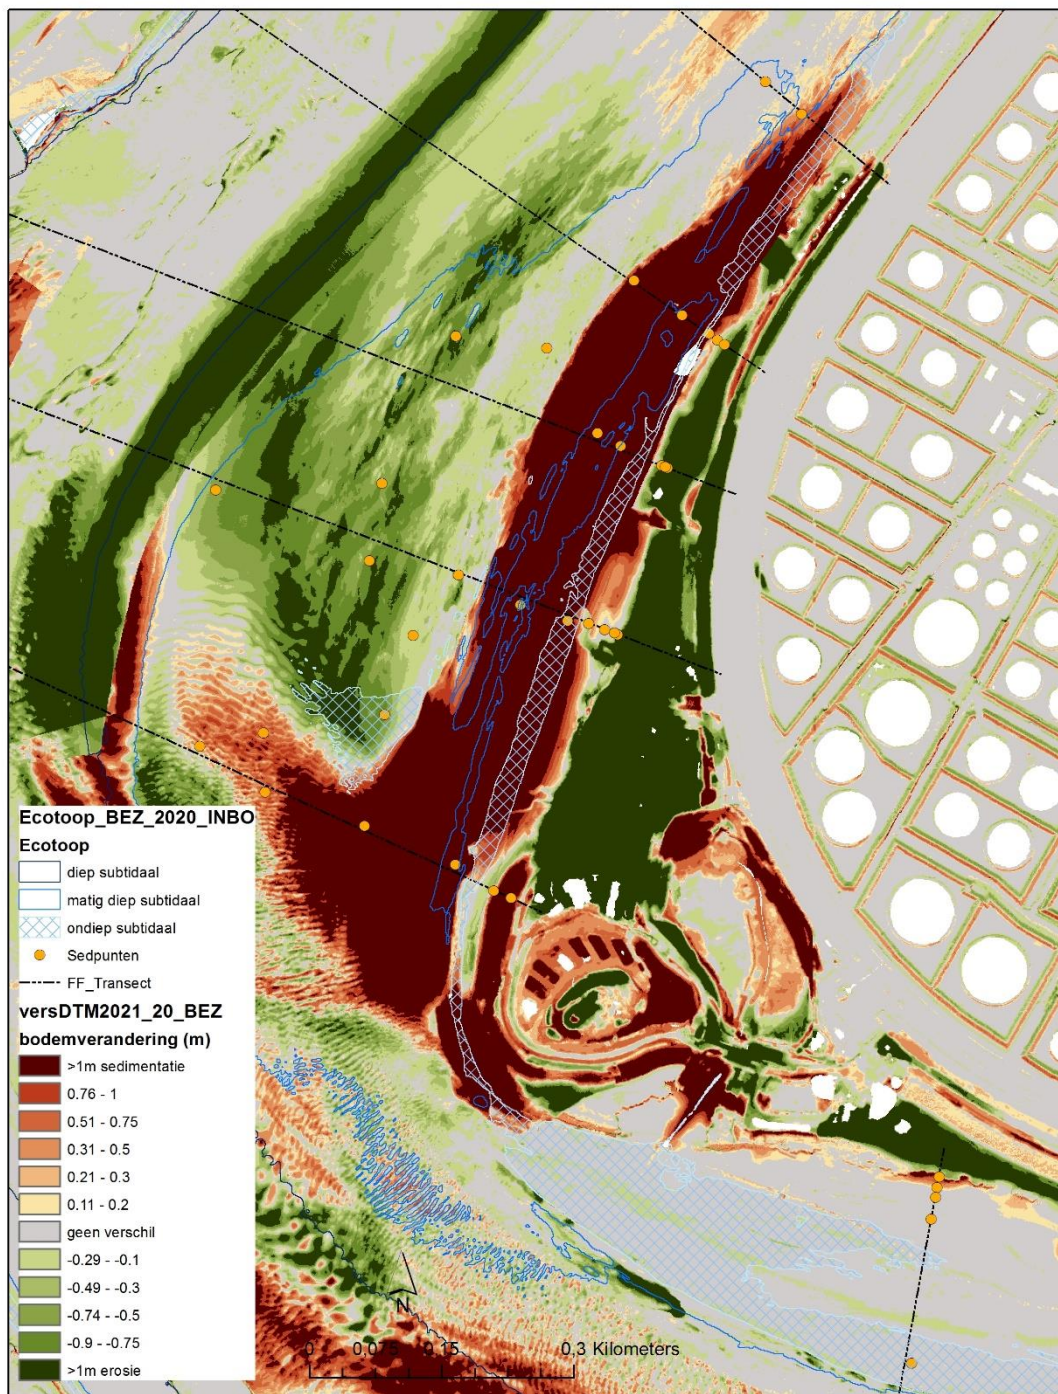 Ecotoop_BEZ_2020_INBO
Ecotoop
diep subtidaal
matig diep subtidaal
ondiep subtidaal
Sedpunten
FF_Transect
versDTM2021_20_BEZ
bodemverandering (m)
>1m sedimentatie
0.76 - 1
0.51 - 0.75
0.31 - 0.5
0.21 - 0.3
0.11 - 0.2
geen verschil
-0.29 - -0.1
-0.49 - -0.3
-0.74 - -0.5
-0.9 - -0.75
>1m erosie
N
0 0,075 0,15 0,3 Kilometers